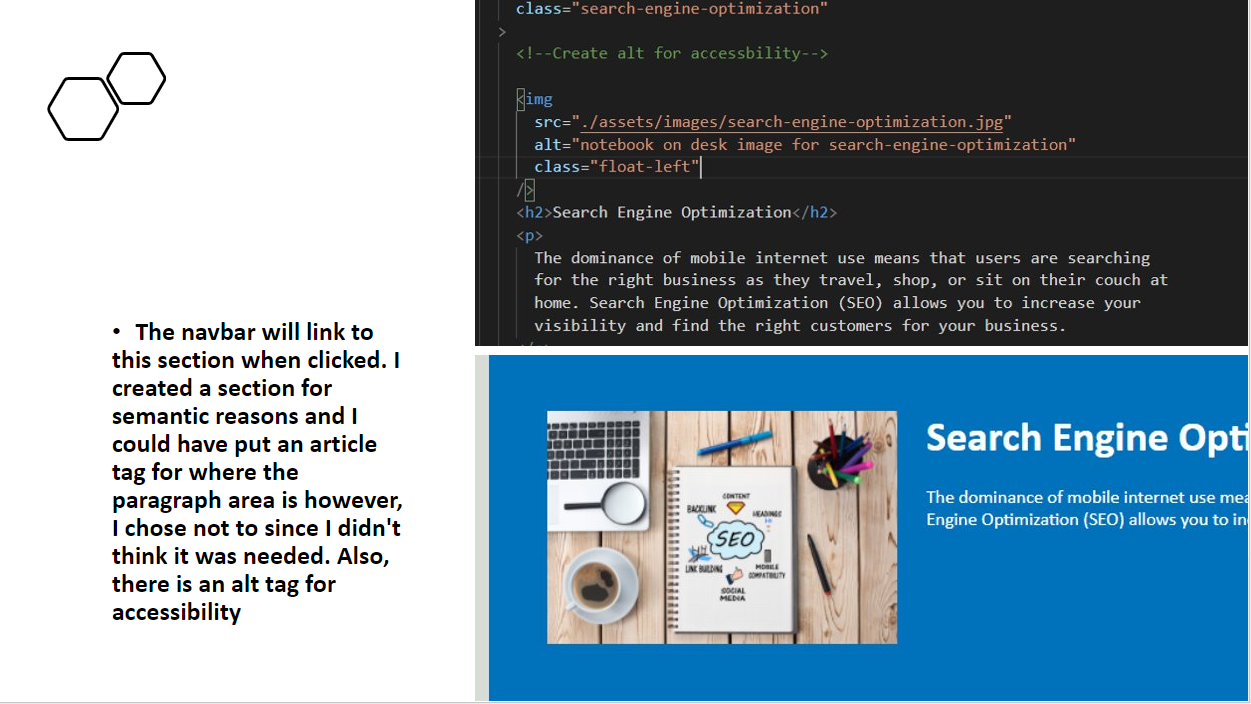 • The navbar will link to
this section when clicked. I
created a section for
semantic reasons and I
could have put an article
tag for where the
paragraph area is however,
I chose not to since I didn't
think it was needed. Also,
there is an alt tag for
accessibility
class="search-engine-optimization"
>
<!--Create alt for accessbility-->
<img
src="./assets/images/search-engine-optimization.jpg"
alt="notebook on desk image for search-engine-optimization"
class="float-left"
/>
<h2>Search Engine Optimization</h2>
<p>
The dominance of mobile internet use means that users are searching
for the right business as they travel, shop, or sit on their couch at
home. Search Engine Optimization (SEO) allows you to increase your
visibility and find the right customers for your business.
CONTENT
BACKLINK
HEADINGS
SEO
LINK BUILDING
MOBILE
COMPATIBILITY
SOCIAL
MEDIA
Search Engine Opti
The dominance of mobile internet use mea
Engine Optimization (SEO) allows you to in